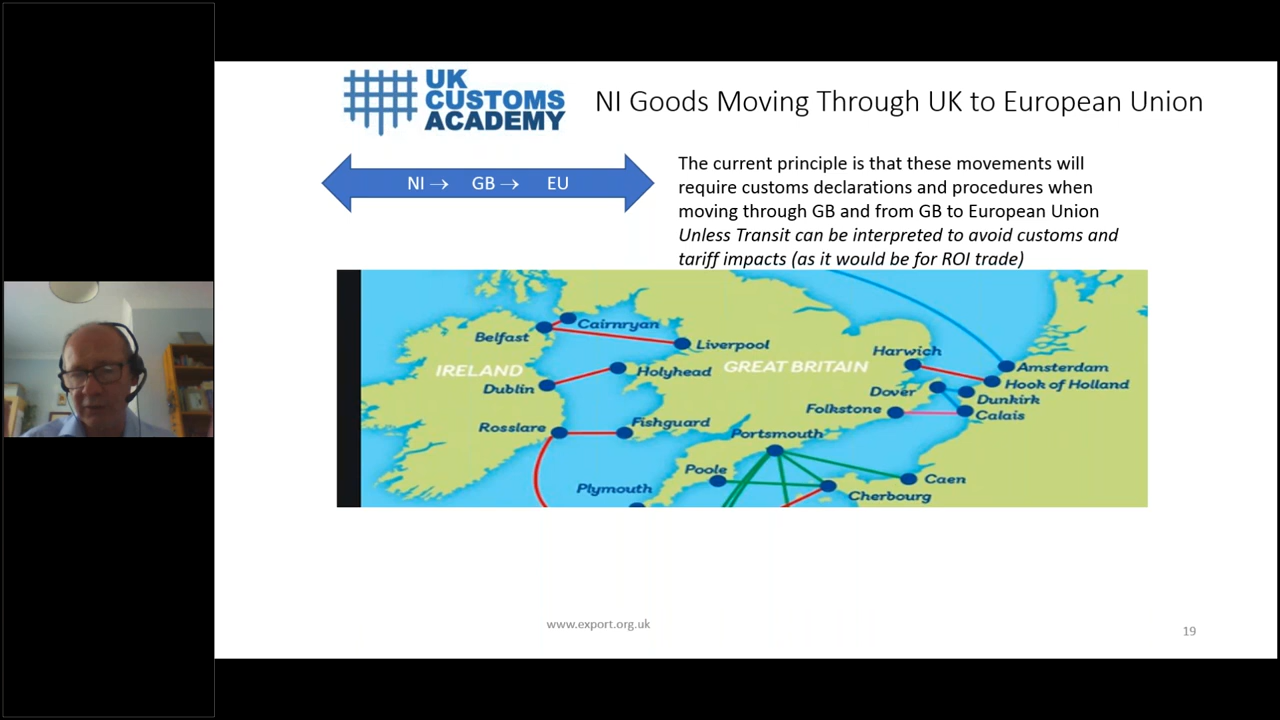 UK
CUSTOMS
ACADEMY
NI Goods Moving Through UK to European Union
NI → GB → EU
The current principle is that these movements will
require customs declarations and procedures when
moving through GB and from GB to European Union
Unless Transit can be interpreted to avoid customs and
tariff impacts (as it would be for ROI trade)
Cairnryan
Belfast
Liverpool
IRELAND
Holyhead
GREAT BRITAIN
Harwich
Amsterdam
Dublin
Hook of Holland
Dover
Dunkirk
Folkstone
Calais
Rosslare
Fishguard
Portsmouth
Poole
Caen
Plymouth
Cherbourg
www.export.org.uk
19